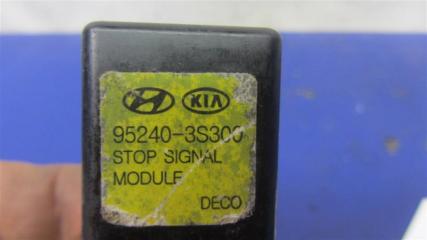 KIA
95240-3S300
STOP SIGNAL
MODULE
DECO